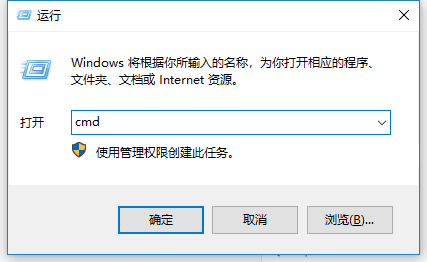 运行
Windows 将根据你所输入的名称，为你打开相应的程序、
文件夹、文档或 Internet 资源。
打开
cmd
使用管理权限创建此任务。
确定
取消
浏览(B)...